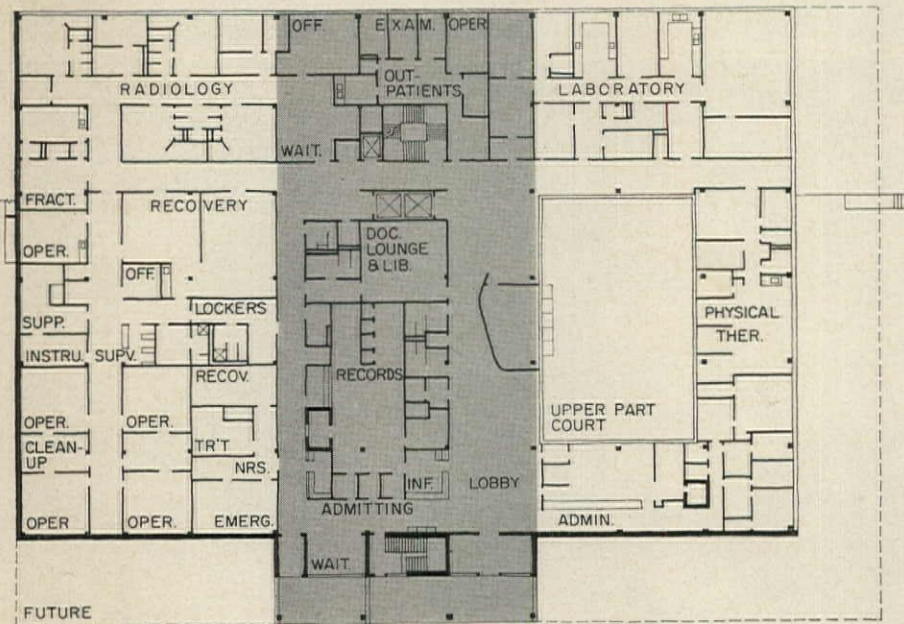 OFF.
EXAM.
OPER
RADIOLOGY
OUT-
PATIENTS
LABORATORY
WAIT.
FRACT.
RECOVERY
OPER.
DOC.
LOUNGE
& LIB.
OFF.
LOCKERS
SUPP.
PHYSICAL
THER.
INSTRU.
SUPV.
RECOV.
RECORDS
OPER.
OPER.
UPPER PART
COURT
CLEAN-
UP
TR'T
NRS.
INF.
LOBBY
OPER
OPER.
EMERG.
ADMITTING
ADMIN.
WAIT.
FUTURE